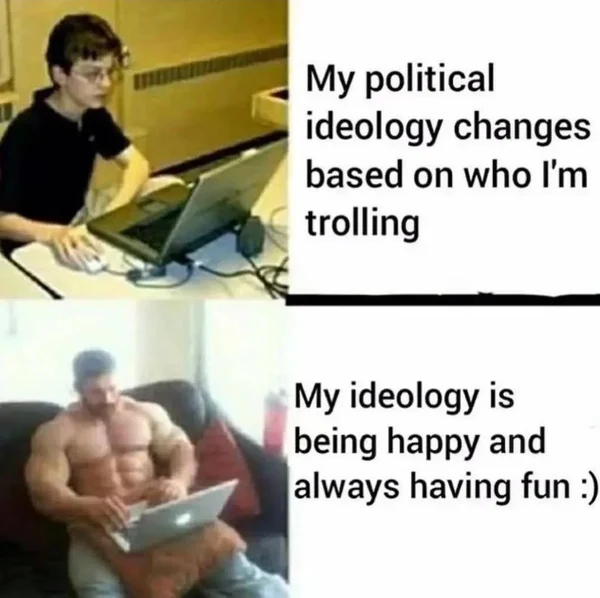 My political
ideology changes
based on who I'm
trolling
My ideology is
being happy and
always having fun :)